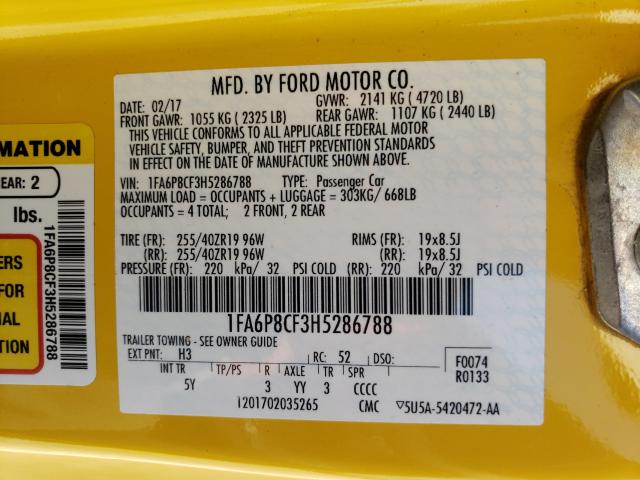 MFD. BY FORD MOTOR CO.
DATE: 02/17 GVWR: 2141 KG ( 4720 LB)
FRONT GAWR: 1055 KG ( 2325 LB) REAR GAWR: 1107 KG ( 2440 LB)
THIS VEHICLE CONFORMS TO ALL APPLICABLE FEDERAL MOTOR
VEHICLE SAFETY, BUMPER, AND THEFT PREVENTION STANDARDS
IN EFFECT ON THE DATE OF MANUFACTURE SHOWN ABOVE.
VIN: 1FA6P8CF3H5286788 TYPE: Passenger Car
MAXIMUM LOAD = OCCUPANTS + LUGGAGE = 303KG/ 668LB
OCCUPANTS = 4 TOTAL; 2 FRONT, 2 REAR
TIRE (FR): 255/40ZR19 96W RIMS (FR): 19x8.5J
(RR): 255/40ZR19 96W (RR): 19x8.5J
PRESSURE (FR): 220 kPa/ 32 PSI COLD (RR): 220 kPa/ 32 PSI COLD
1FA6P8CF3H5286788
TRAILER TOWING - SEE OWNER GUIDE
EXT PNT: H3 RC: 52 DSO: F0074
R0133
INT TR TP/PS R AXLE TR SPR
5Y 3 YY 3 CCCC
I201702035265 CMC ▽5U5A-5420472-AA
RMATION
EAR: 2
lbs.
1FA6P8CF3H5286788
ERS
FOR
NAL
ION